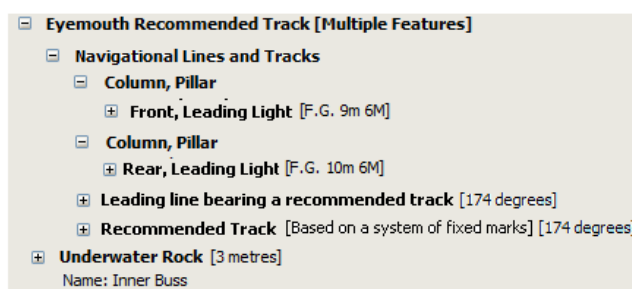 Eyemouth Recommended Track [Multiple Features]
Navigational Lines and Tracks
Column, Pillar
Front, Leading Light [F.G. 9m 6M]
Column, Pillar
Rear, Leading Light [F.G. 10m 6M]
Leading line bearing a recommended track [174 degrees]
Recommended Track [Based on a system of fixed marks] [174 degrees]
Underwater Rock [3 metres]
Name: Inner Buss